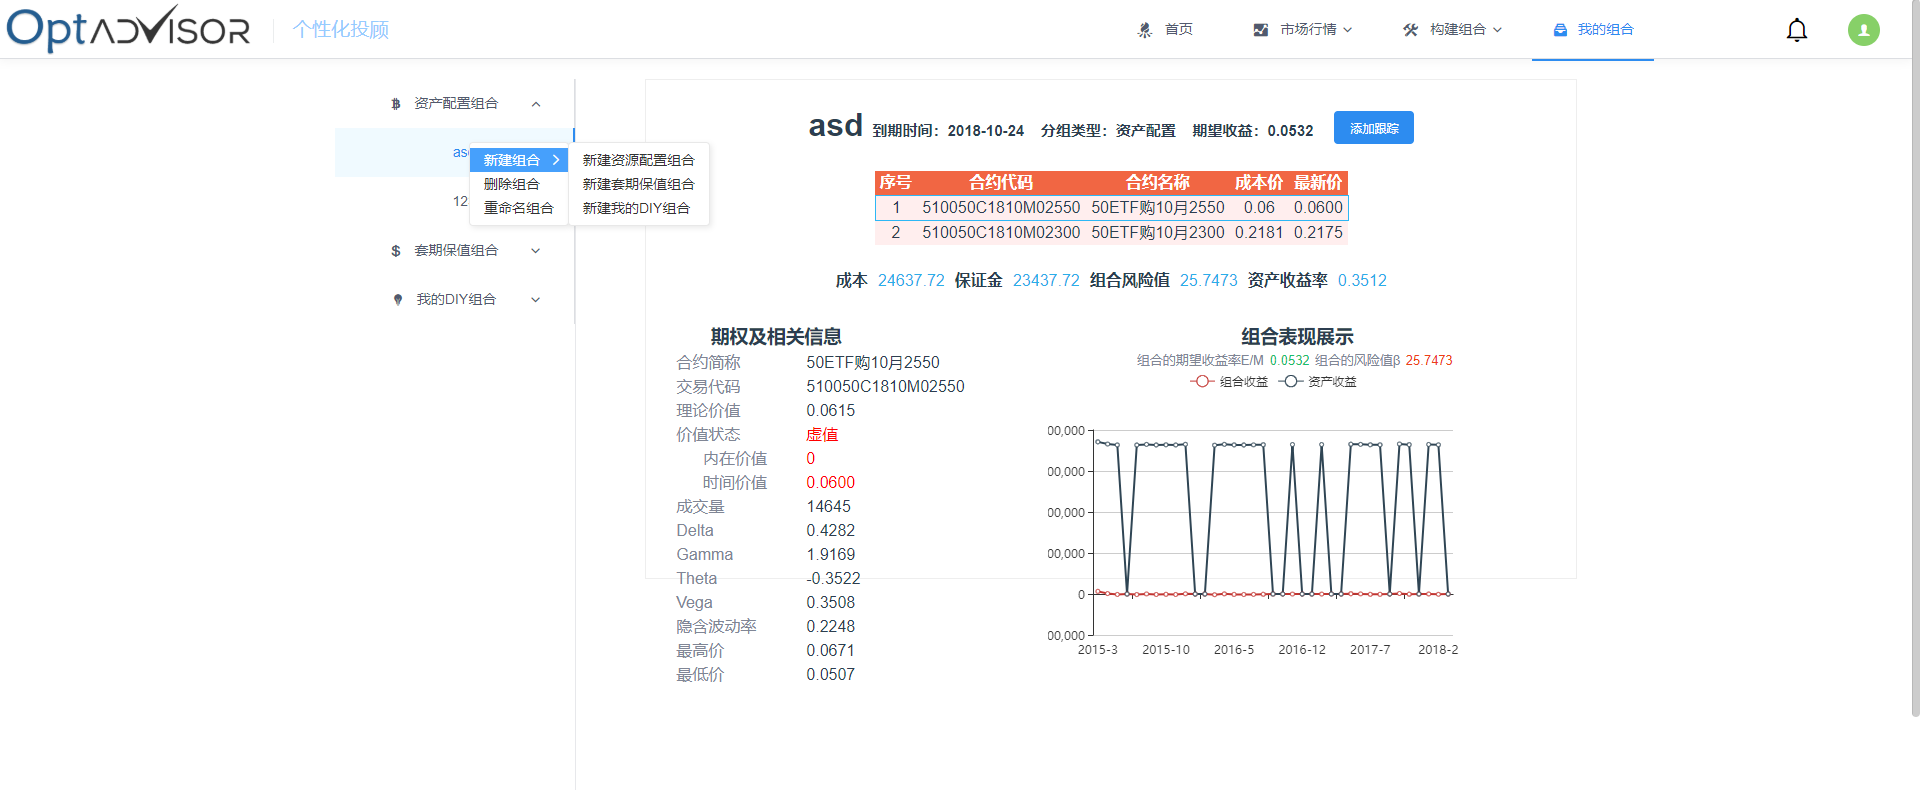 OptADVISOR 个性化投顾 首页 市场行情 构建组合 我的组合
资产配置组合
as
12
新建组合
删除组合
重命名组合
新建资源配置组合
新建套期保值组合
新建我的DIY组合
套期保值组合
我的DIY组合
asd 到期时间：2018-10-24 分组类型：资产配置 期望收益：0.0532 添加跟踪
序号 合约代码 合约名称 成本价 最新价
1 510050C1810M02550 50ETF购10月2550 0.06 0.0600
2 510050C1810M02300 50ETF购10月2300 0.2181 0.2175
成本 24637.72 保证金 23437.72 组合风险值 25.7473 资产收益率 0.3512
期权及相关信息
合约简称 50ETF购10月2550
交易代码 510050C1810M02550
理论价值 0.0615
价值状态 虚值
内在价值 0
时间价值 0.0600
成交量 14645
Delta 0.4282
Gamma 1.9169
Theta -0.3522
Vega 0.3508
隐含波动率 0.2248
最高价 0.0671
最低价 0.0507
组合表现展示
组合的期望收益率E/M 0.0532 组合的风险值β 25.7473
组合收益 资产收益
00,000
00,000
00,000
00,000
0
00,000
2015-3 2015-10 2016-5 2016-12 2017-7 2018-2